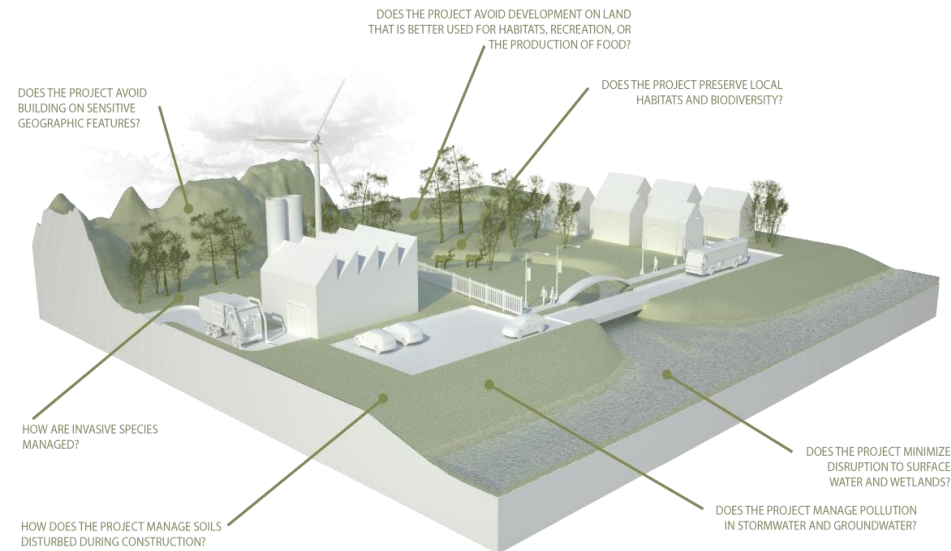 DOES THE PROJECT AVOID DEVELOPMENT ON LAND
THAT IS BETTER USED FOR HABITATS, RECREATION, OR
THE PRODUCTION OF FOOD?
DOES THE PROJECT AVOID
BUILDING ON SENSITIVE
GEOGRAPHIC FEATURES?
DOES THE PROJECT PRESERVE LOCAL
HABITATS AND BIODIVERSITY?
HOW ARE INVASIVE SPECIES
MANAGED?
DOES THE PROJECT MINIMIZE
DISRUPTION TO SURFACE
WATER AND WETLANDS?
DOES THE PROJECT MANAGE POLLUTION
IN STORMWATER AND GROUNDWATER?
HOW DOES THE PROJECT MANAGE SOILS
DISTURBED DURING CONSTRUCTION?